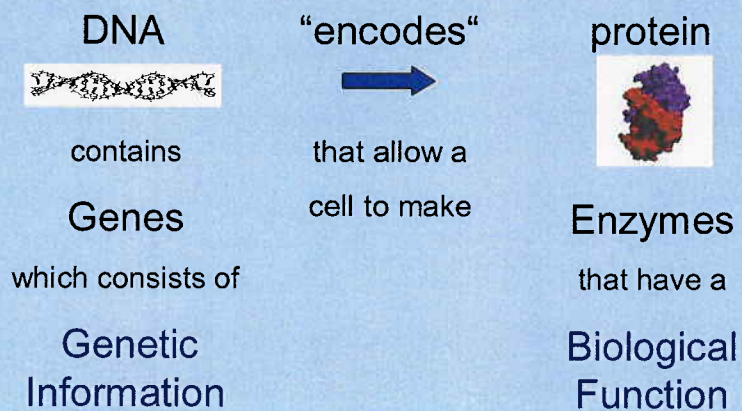 DNA
“encodes“
protein
contains
that allow a
cell to make
Genes
Enzymes
which consists of
that have a
Genetic
Information
Biological
Function